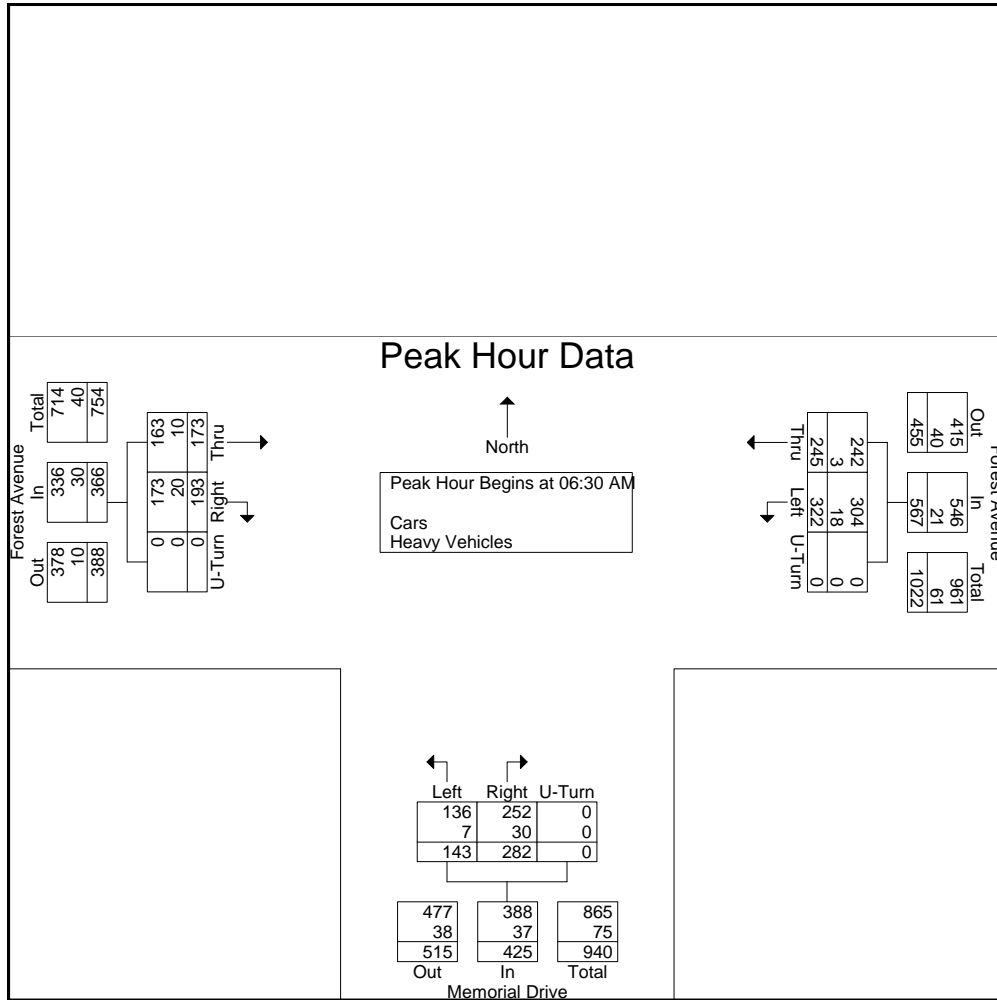 Peak Hour Data
North
Peak Hour Begins at 06:30 AM
Cars
Heavy Vehicles
Forest Avenue
Total In Out
714 336 378
40 30 10
754 366 388
Thru Right U-Turn
163 173 0
10 20 0
173 193 0
Forest Avenue
Out In Total
415 546 961
40 21 61
455 567 1022
Thru Left U-Turn
242 304 0
3 18 0
245 322 0
Left Right U-Turn
136 252 0
7 30 0
143 282 0
477 388 865
38 37 75
515 425 940
Out In Total
Memorial Drive